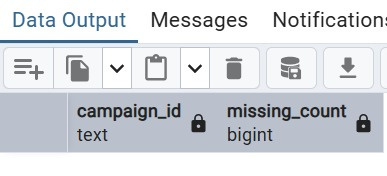 Data Output Messages Notifications
campaign_id missing_count
text bigint